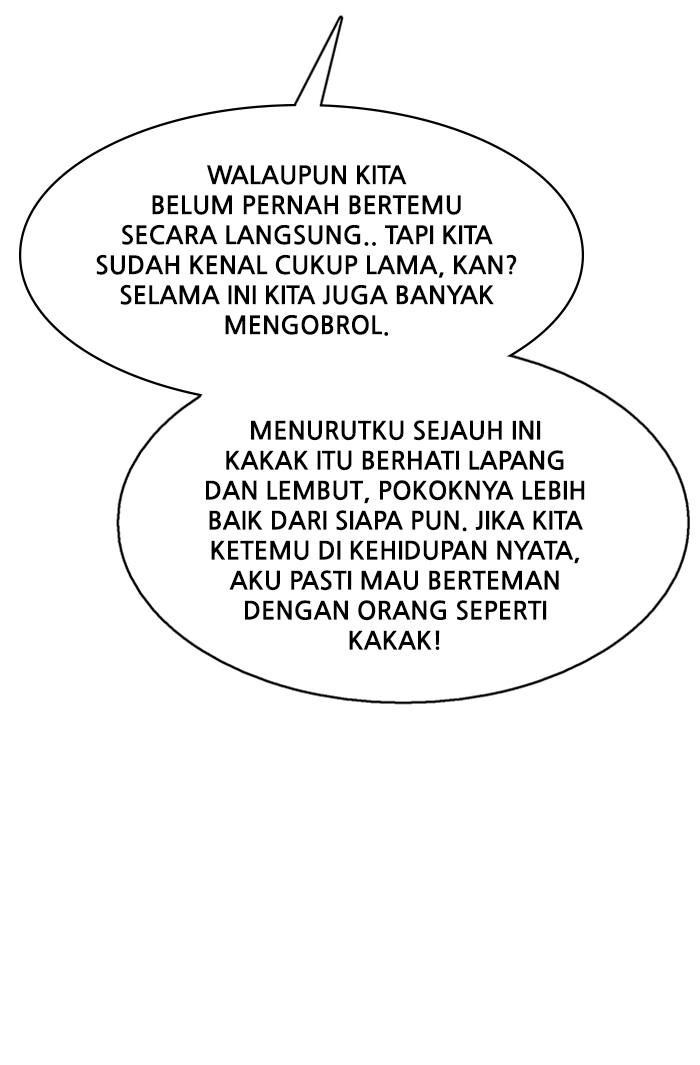 WALAUPUN KITA
BELUM PERNAH BERTEMU
SECARA LANGSUNG.. TAPI KITA
SUDAH KENAL CUKUP LAMA, KAN?
SELAMA INI KITA JUGA BANYAK
MENGOBROL.
MENURUTKU SEJAUH INI
KAKAK ITU BERHATI LAPANG
DAN LEMBUT, POKOKNYA LEBIH
BAIK DARI SIAPA PUN. JIKA KITA
KETEMU DI KEHIDUPAN NYATA,
AKU PASTI MAU BERTEMAN
DENGAN ORANG SEPERTI
KAKAK!